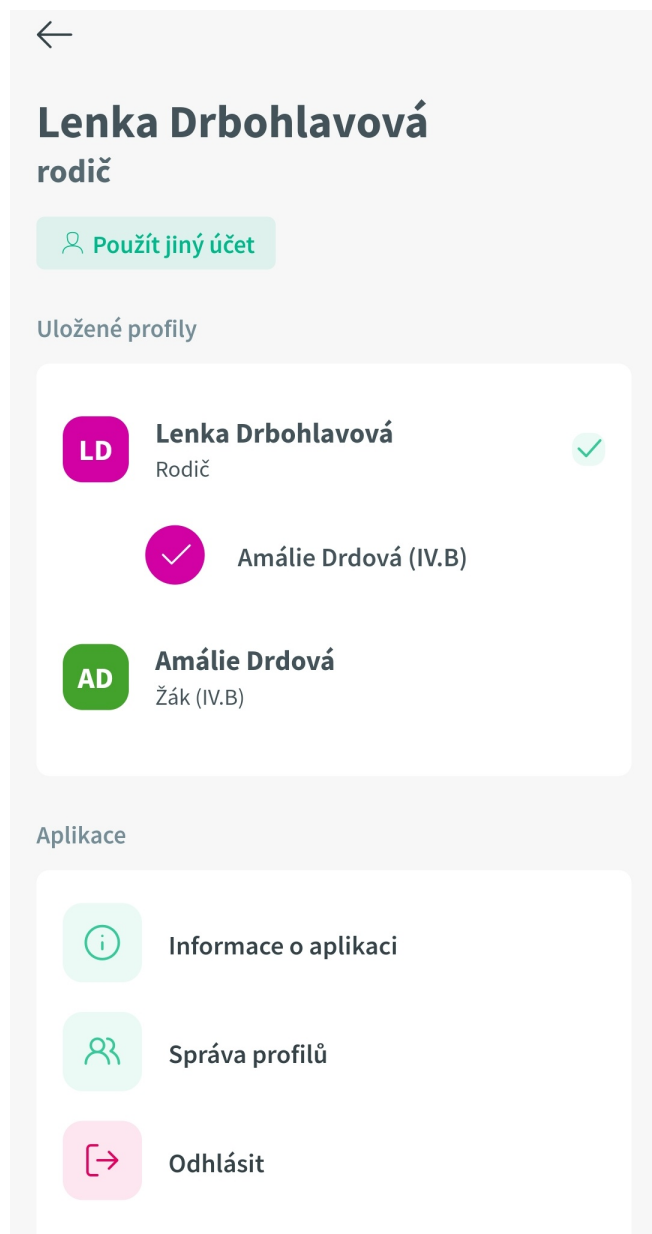 Lenka Drbohlavová
rodič
Použít jiný účet
Uložené profily
LD
Lenka Drbohlavová
Rodič
Amálie Drdová (IV.B)
AD
Amálie Drdová
Žák (IV.B)
Aplikace
Informace o aplikaci
Správa profilů
Odhlásit